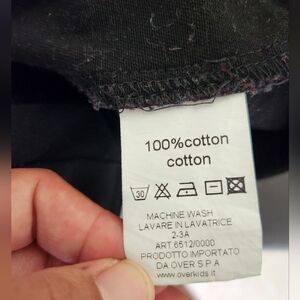 100%cotton
cotton
30
MACHINE WASH
LAVARE IN LAVATRICE
2-3A
ART.6512/0000
PRODOTTO IMPORTATO
DA OVER S.P.A
www.overkids.it